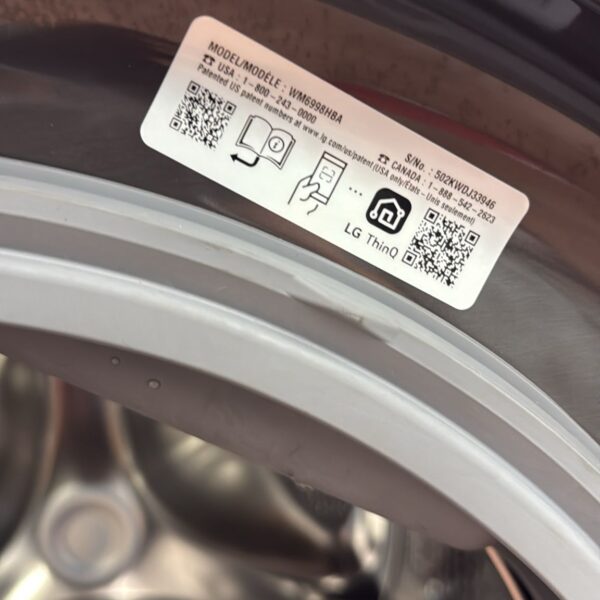 MODEL/MODÈLE : WM6998HBA
☎ USA : 1-800-243-0000
S/No. : 502KWDJ33946
☎ CANADA : 1-888-542-2623
Patented US patent numbers at www.lg.com/us/patent (USA only/États-Unis seulement)
LG ThinQ